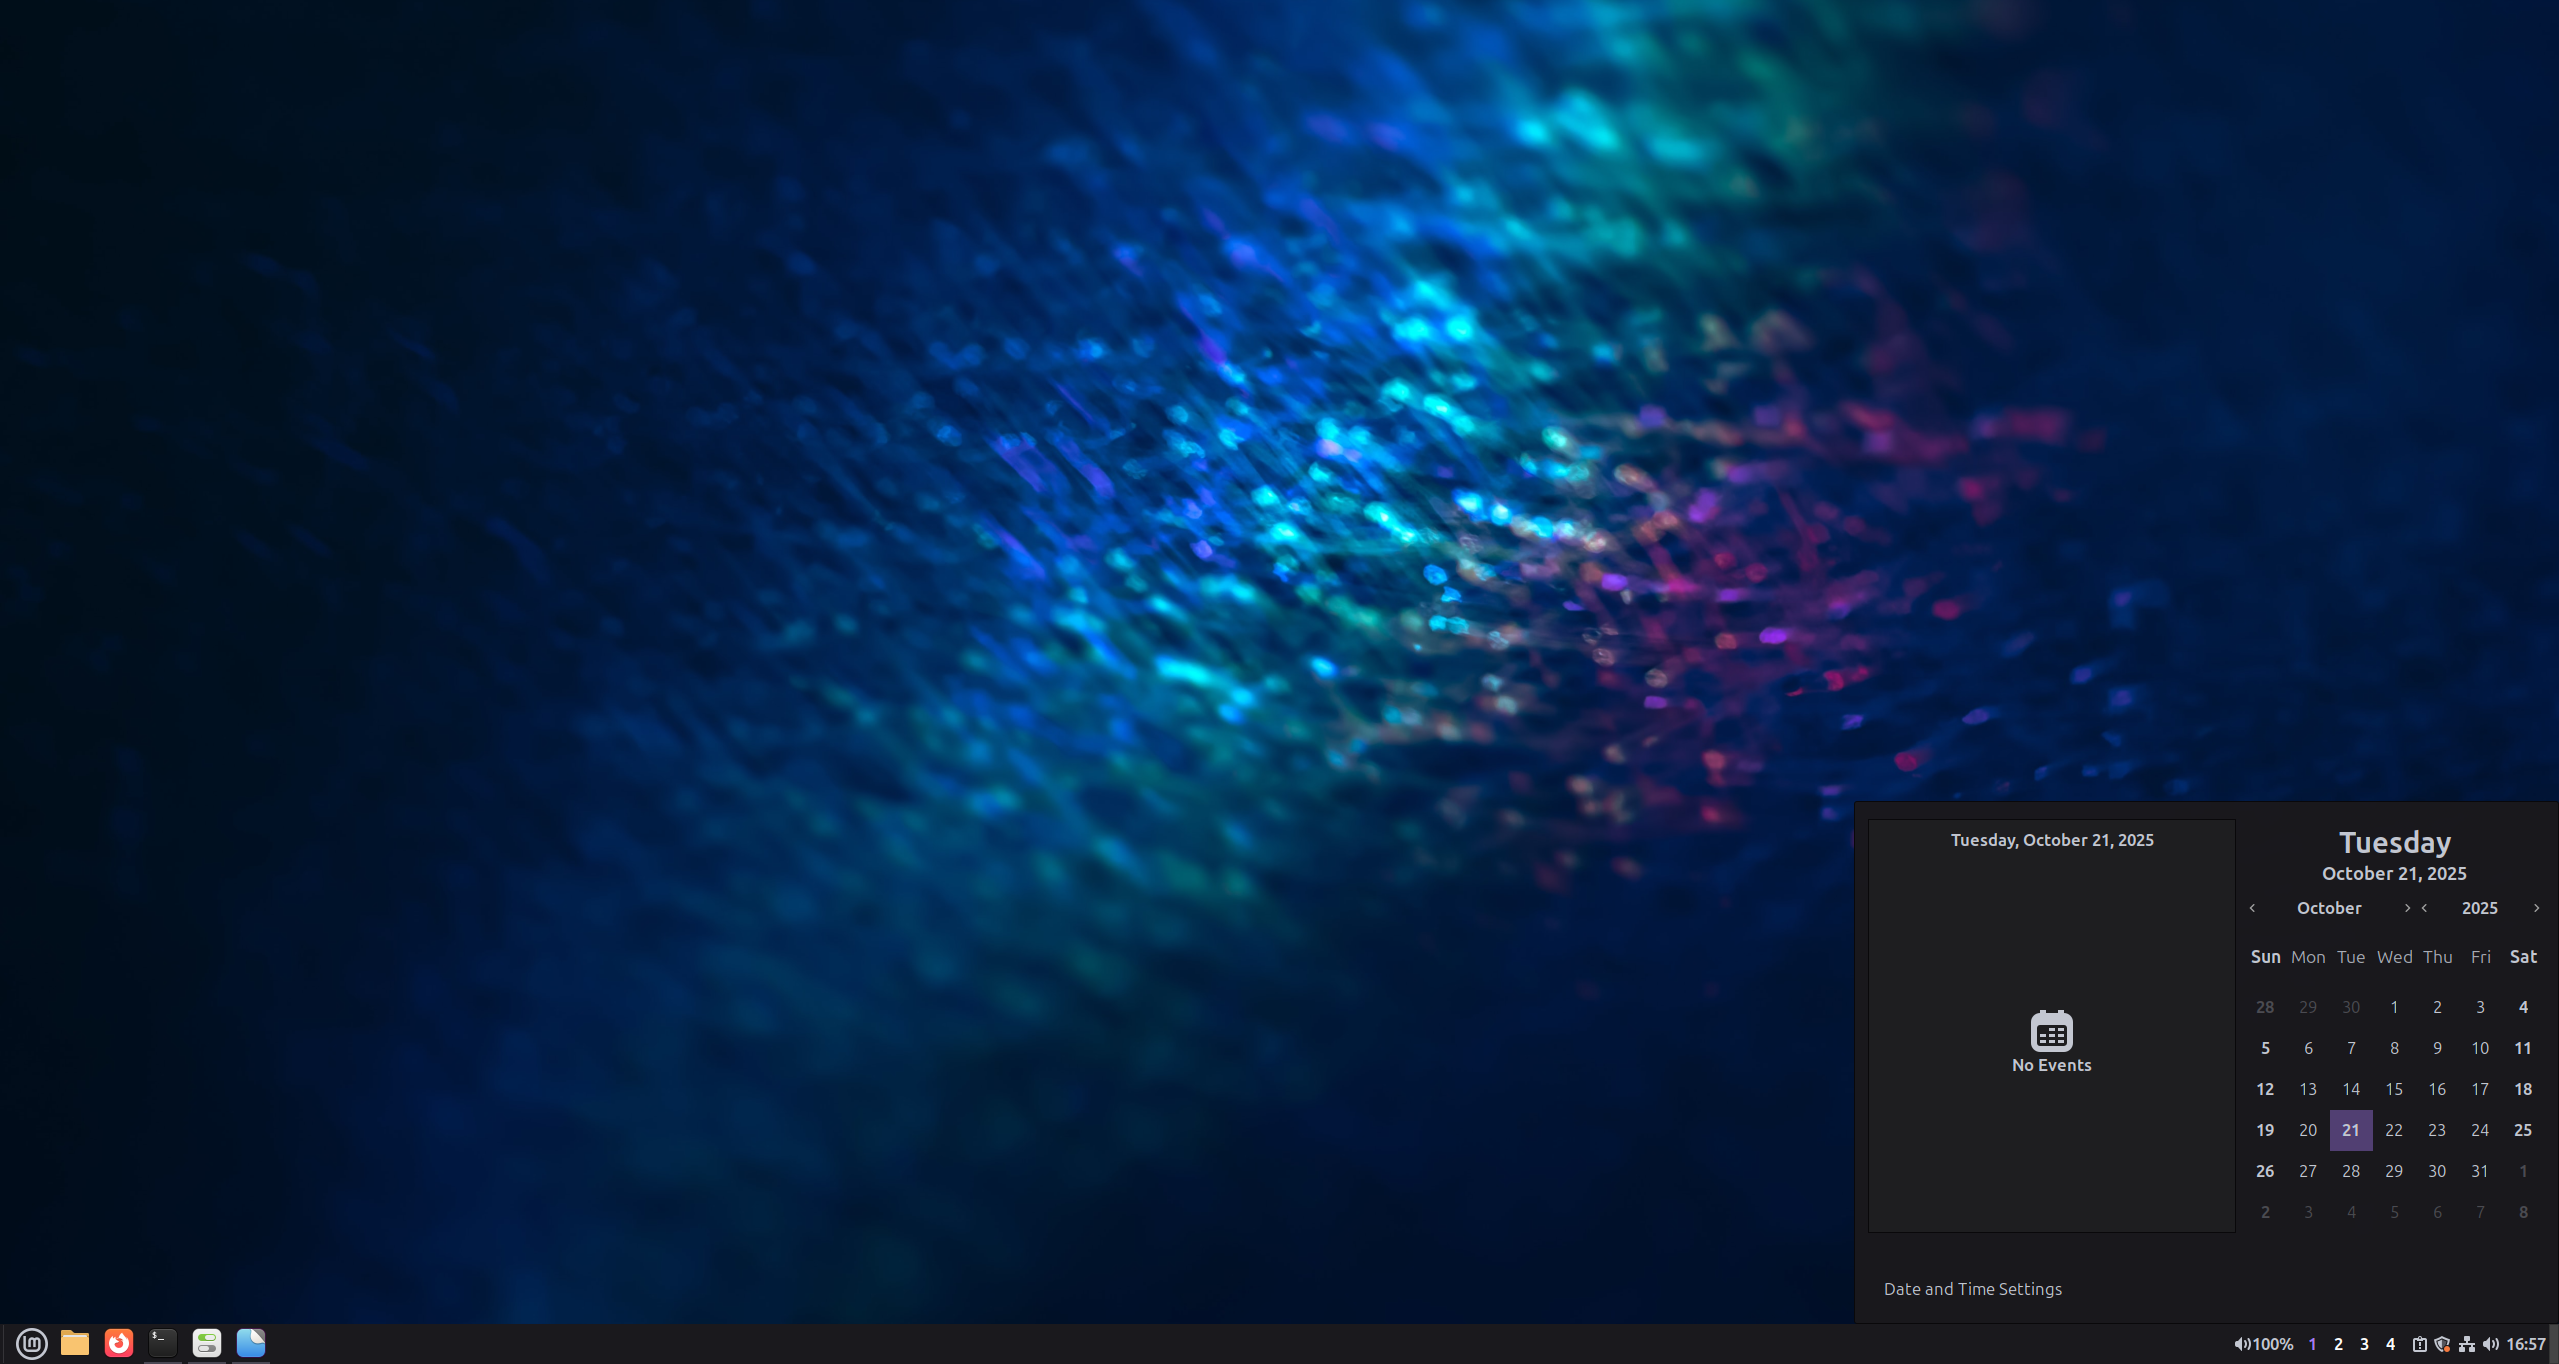 Tuesday, October 21, 2025
No Events
Date and Time Settings
Tuesday
October 21, 2025
October 2025
Sun Mon Tue Wed Thu Fri Sat
28 29 30 1 2 3 4
5 6 7 8 9 10 11
12 13 14 15 16 17 18
19 20 21 22 23 24 25
26 27 28 29 30 31 1
2 3 4 5 6 7 8
$_
100% 1 2 3 4 16:57